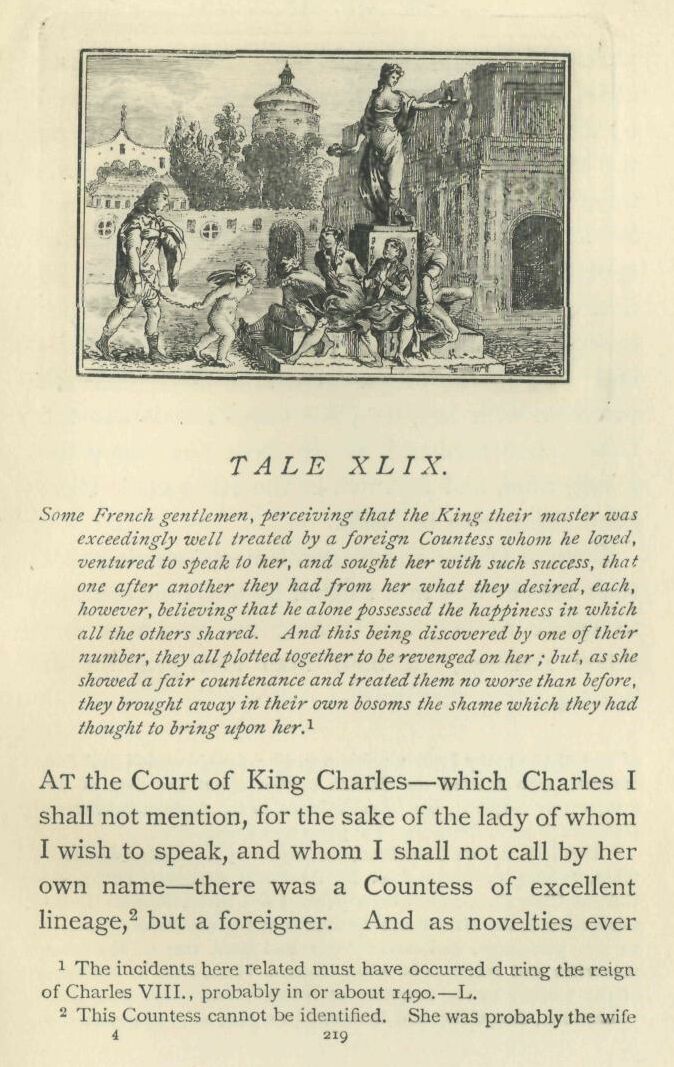 TALE XLIX.
Some French gentlemen, perceiving that the King their master was
exceedingly well treated by a foreign Countess whom he loved,
ventured to speak to her, and sought her with such success, that
one after another they had from her what they desired, each,
however, believing that he alone possessed the happiness in which
all the others shared. And this being discovered by one of their
number, they all plotted together to be revenged on her ; but, as she
showed a fair countenance and treated them no worse than before,
they brought away in their own bosoms the shame which they had
thought to bring upon her.¹
AT the Court of King Charles—which Charles I
shall not mention, for the sake of the lady of whom
I wish to speak, and whom I shall not call by her
own name—there was a Countess of excellent
lineage,² but a foreigner. And as novelties ever
¹ The incidents here related must have occurred during the reign
of Charles VIII., probably in or about 1490.—L.
² This Countess cannot be identified. She was probably the wife
4 219